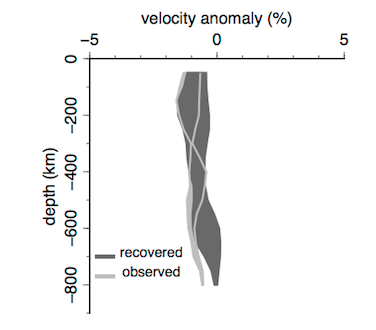 velocity anomaly (%)
−5 0 5
0
−200
−400
−600
−800
depth (km)
recovered
observed